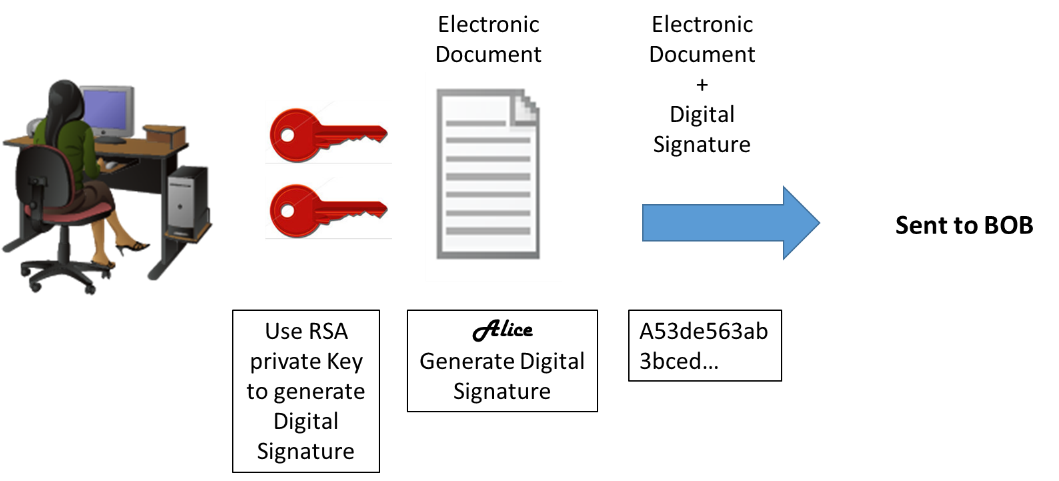 Electronic
Document
Electronic
Document
+
Digital
Signature
Sent to BOB
Use RSA
private Key
to generate
Digital
Signature
Alice
Generate Digital
Signature
A53de563ab
3bced...